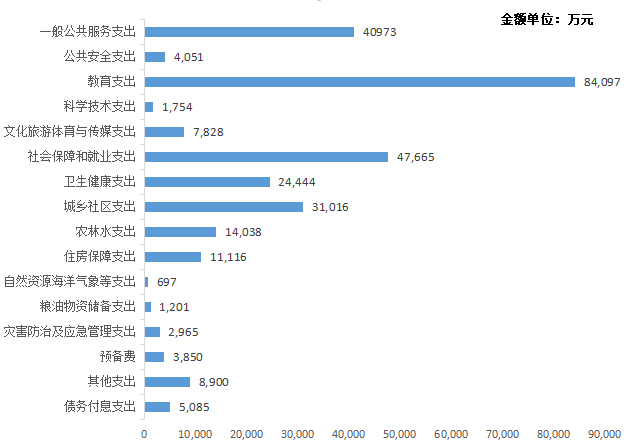 金额单位：万元
一般公共服务支出 40973
公共安全支出 4,051
教育支出 84,097
科学技术支出 1,754
文化旅游体育与传媒支出 7,828
社会保障和就业支出 47,665
卫生健康支出 24,444
城乡社区支出 31,016
农林水支出 14,038
住房保障支出 11,116
自然资源海洋气象等支出 697
粮油物资储备支出 1,201
灾害防治及应急管理支出 2,965
预备费 3,850
其他支出 8,900
债务付息支出 5,085
0 10,000 20,000 30,000 40,000 50,000 60,000 70,000 80,000 90,000